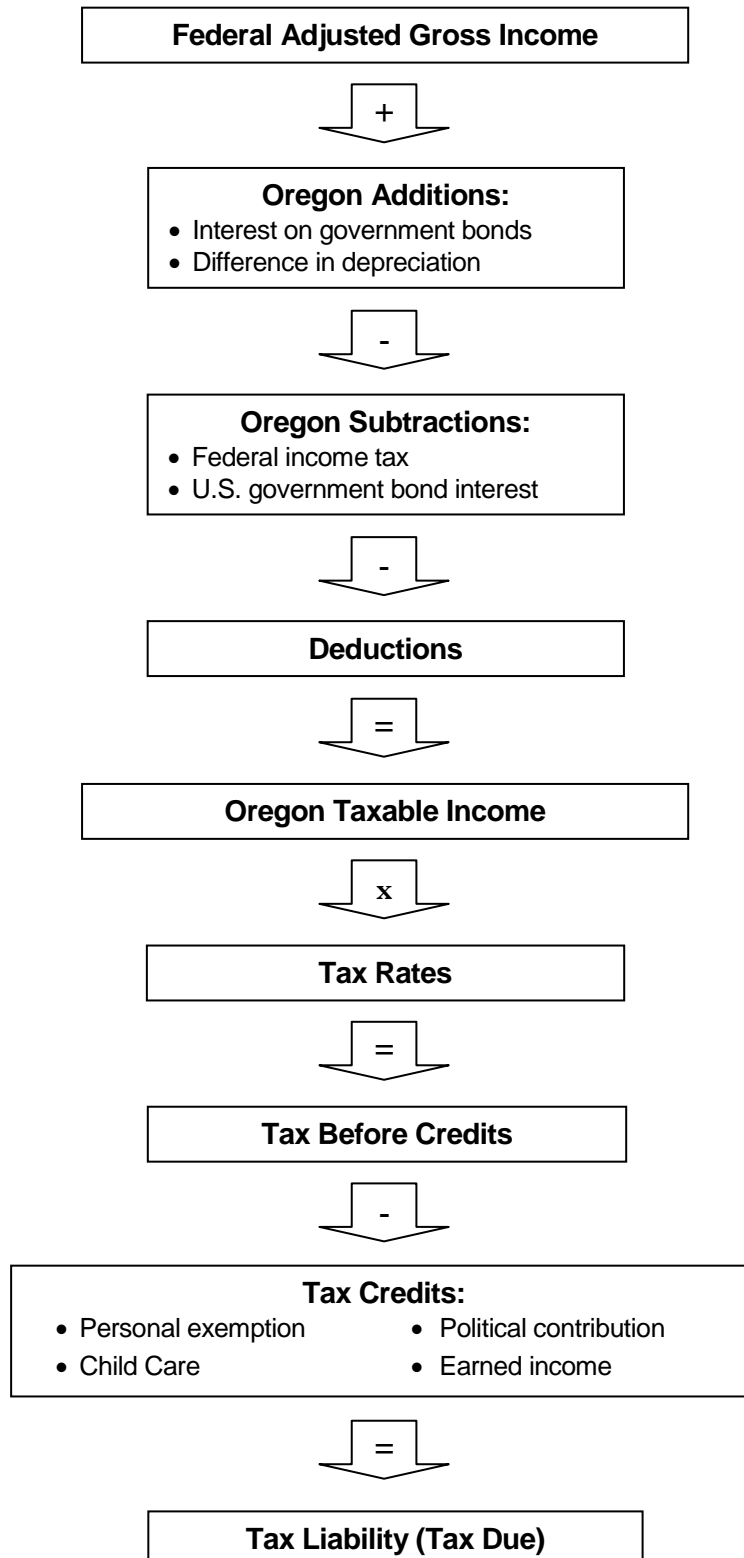 Federal Adjusted Gross Income
+
Oregon Additions:
• Interest on government bonds
• Difference in depreciation
-
Oregon Subtractions:
• Federal income tax
• U.S. government bond interest
-
Deductions
=
Oregon Taxable Income
x
Tax Rates
=
Tax Before Credits
-
Tax Credits:
• Personal exemption • Political contribution
• Child Care • Earned income
=
Tax Liability (Tax Due)